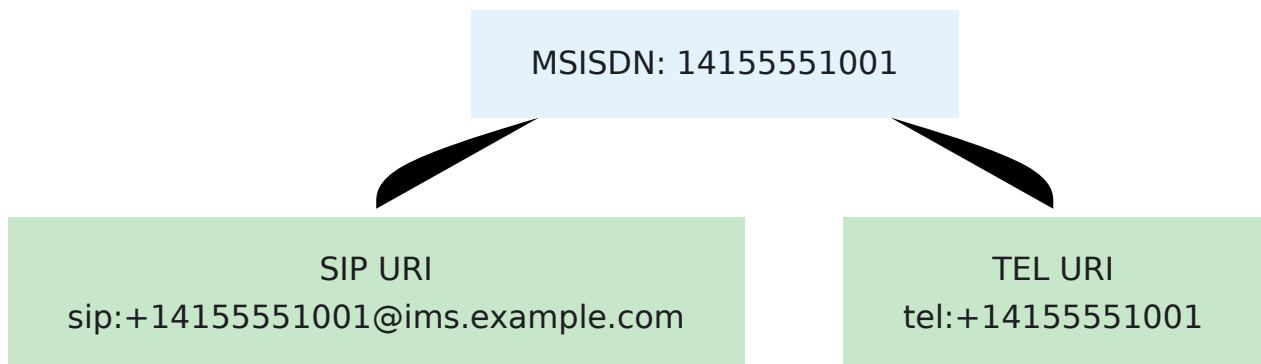 MSISDN: 14155551001
SIP URI
sip:+14155551001@ims.example.com
TEL URI
tel:+14155551001